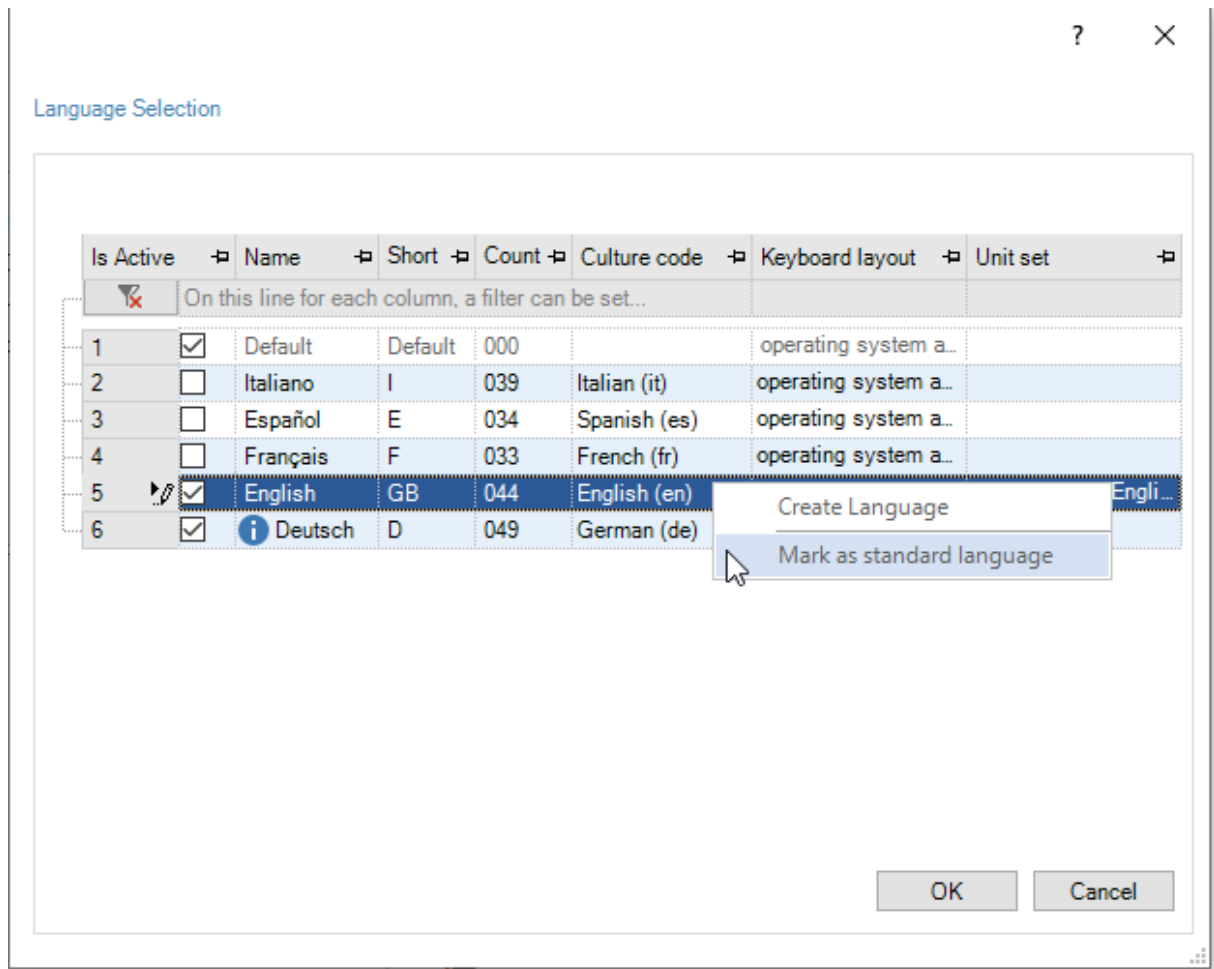 ?
Language Selection
Is Active Name Short Count Culture code Keyboard layout Unit set
On this line for each column, a filter can be set...
1 Default Default 000 operating system a...
2 Italiano I 039 Italian (it) operating system a...
3 Español E 034 Spanish (es) operating system a...
4 Français F 033 French (fr) operating system a...
5 English GB 044 English (en) Engli...
6 Deutsch D 049 German (de)
Create Language
Mark as standard language
OK Cancel